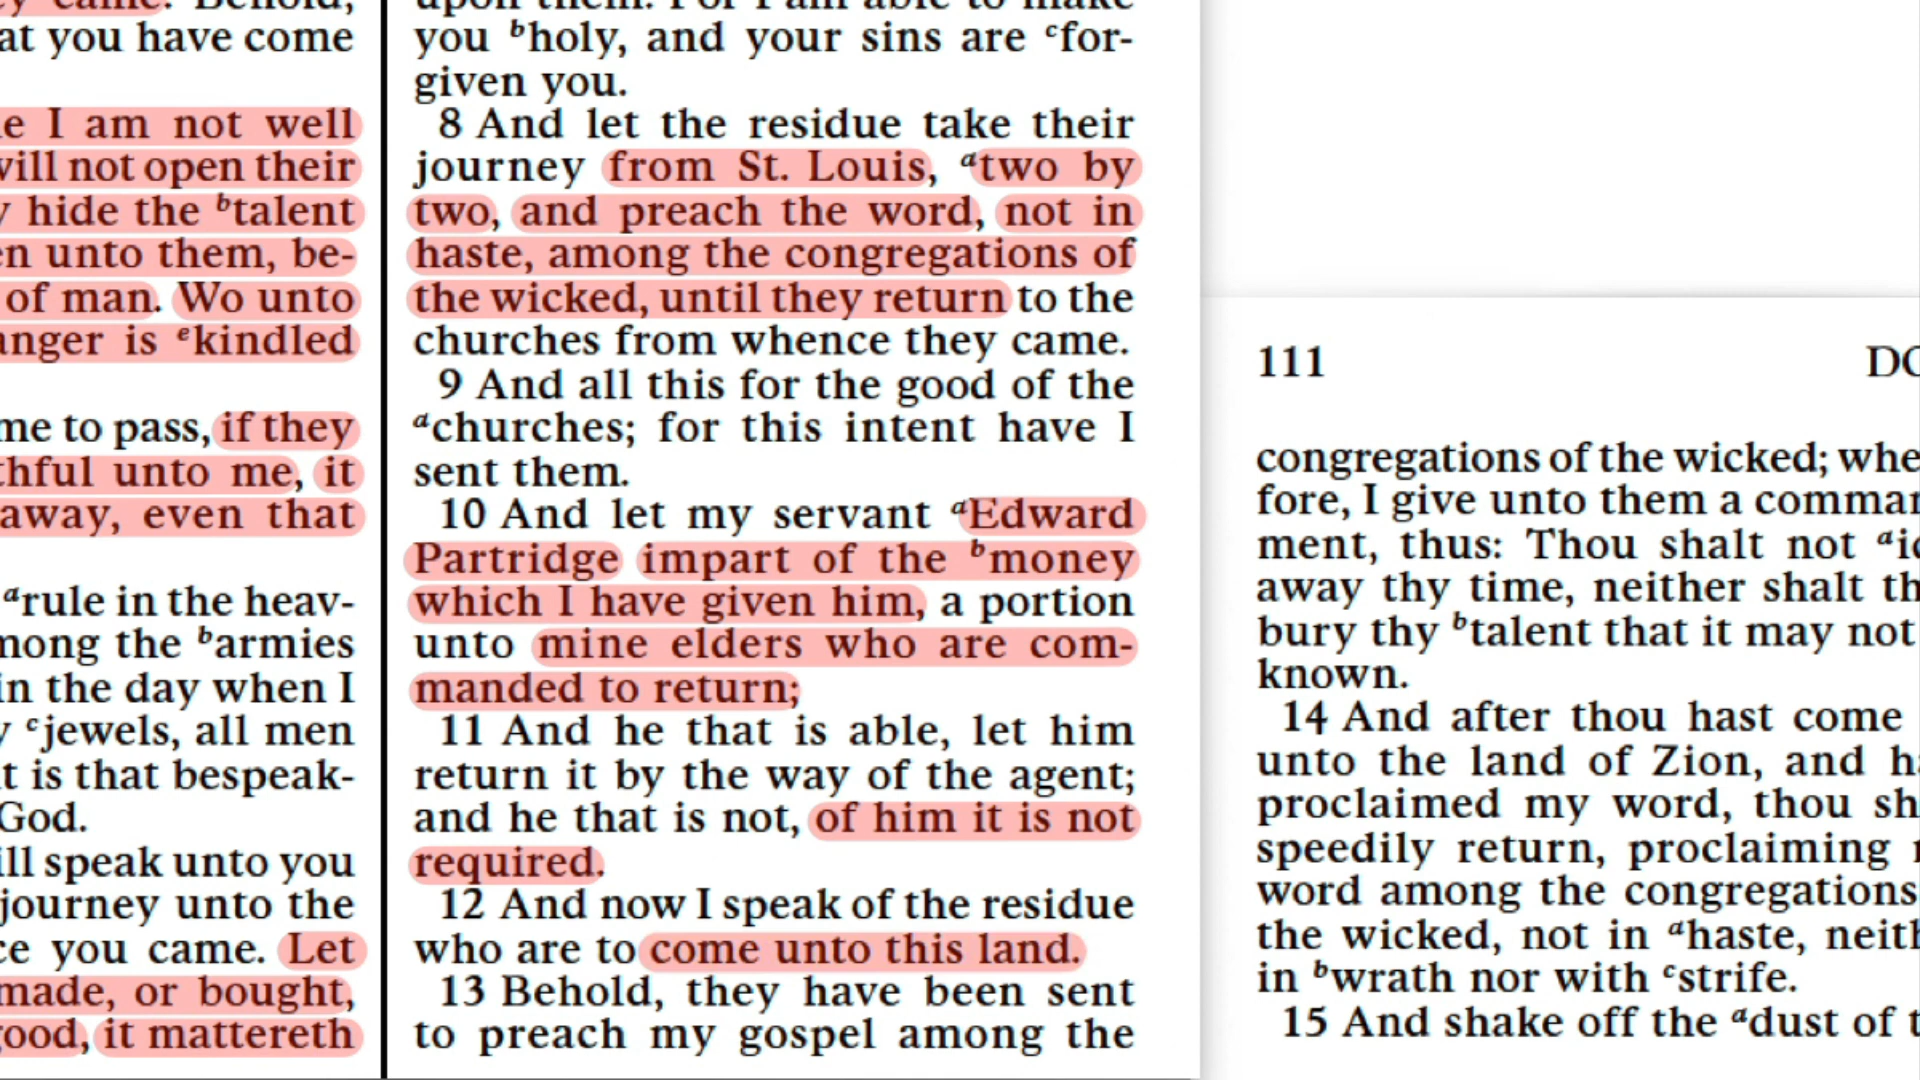 at you have come
I am not well
will not open their
hide the ᵇtalent
unto them, be-
of man. Wo unto
anger is ᵉkindled
me to pass, if they
thful unto me, it
away, even that
ᵃrule in the heav-
mong the ᵇarmies
in the day when I
ᶜjewels, all men
it is that bespeak-
God.
ill speak unto you
journey unto the
ce you came. Let
made, or bought,
good, it mattereth
you ᵇholy, and your sins are ᶜfor-
given you.
8 And let the residue take their
journey from St. Louis, ᵃtwo by
two, and preach the word, not in
haste, among the congregations of
the wicked, until they return to the
churches from whence they came.
9 And all this for the good of the
ᵃchurches; for this intent have I
sent them.
10 And let my servant ᵃEdward
Partridge impart of the ᵇmoney
which I have given him, a portion
unto mine elders who are com-
manded to return;
11 And he that is able, let him
return it by the way of the agent;
and he that is not, of him it is not
required.
12 And now I speak of the residue
who are to come unto this land.
13 Behold, they have been sent
to preach my gospel among the
111
congregations of the wicked; whe
fore, I give unto them a comman
ment, thus: Thou shalt not ᵃid
away thy time, neither shalt th
bury thy ᵇtalent that it may not
known.
14 And after thou hast come
unto the land of Zion, and ha
proclaimed my word, thou sh
speedily return, proclaiming
word among the congregations
the wicked, not in ᵃhaste, neith
in ᵇwrath nor with ᶜstrife.
15 And shake off the ᵃdust of t